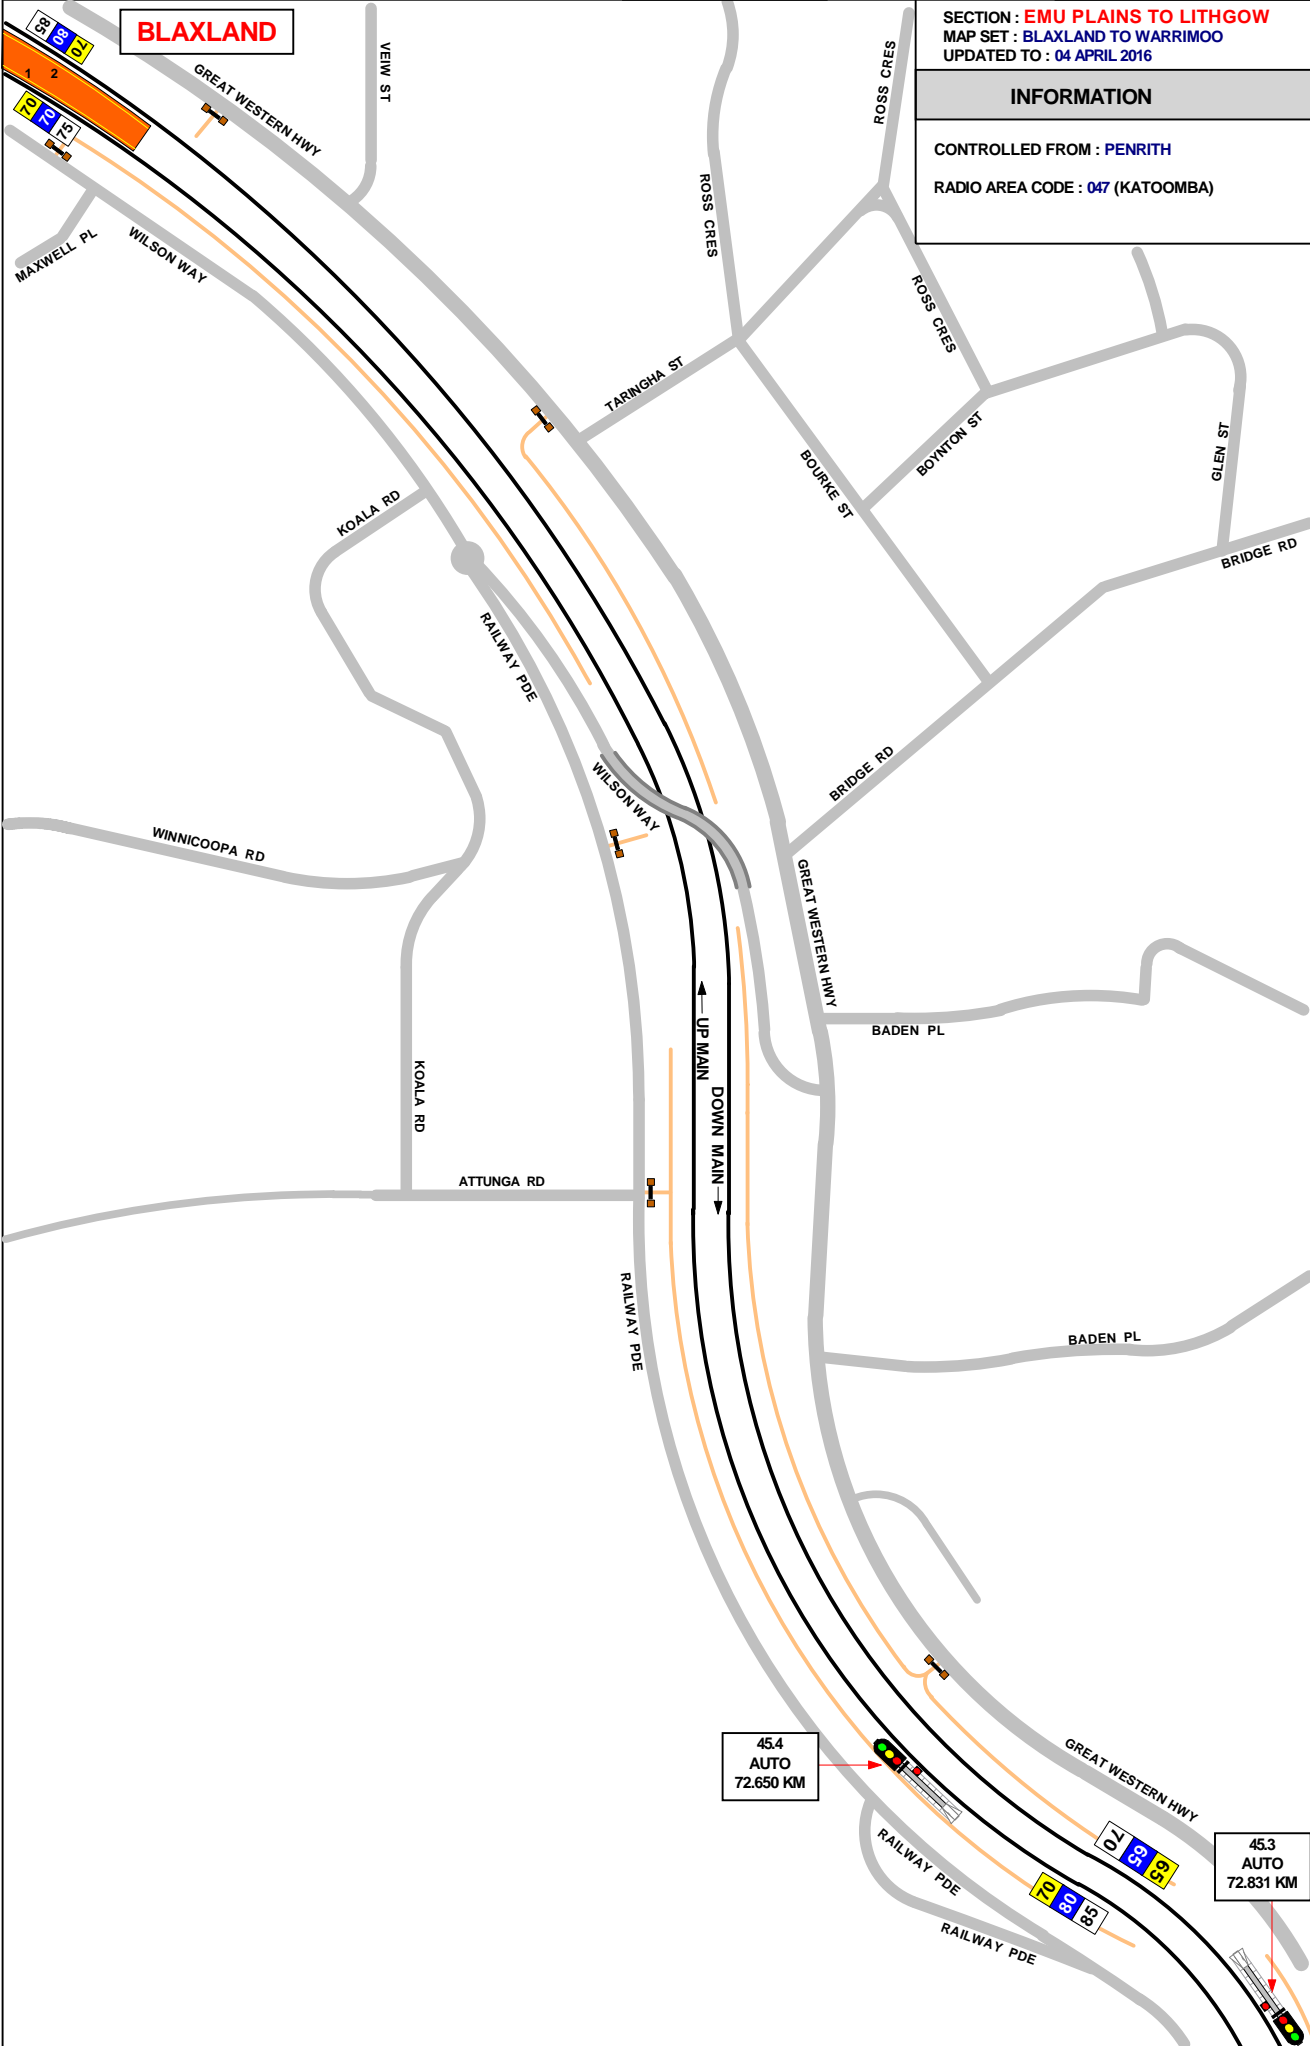 BLAXLAND
SECTION : EMU PLAINS TO LITHGOW
MAP SET : BLAXLAND TO WARRIMOO
UPDATED TO : 04 APRIL 2016
INFORMATION
CONTROLLED FROM : PENRITH
RADIO AREA CODE : 047 (KATOOMBA)
85
80
70
1 2
70
70
75
VEIW ST
GREAT WESTERN HWY
ROSS CRES
ROSS CRES
MAXWELL PL
WILSON WAY
ROSS CRES
TARINGHA ST
BOYNTON ST
GLEN ST
BOURKE ST
KOALA RD
BRIDGE RD
RAILWAY PDE
BRIDGE RD
WILSON WAY
WINNICOOPA RD
GREAT WESTERN HWY
UP MAIN
BADEN PL
KOALA RD
DOWN MAIN
ATTUNGA RD
RAILWAY PDE
BADEN PL
45.4
AUTO
72.650 KM
GREAT WESTERN HWY
70
65
65
45.3
AUTO
72.831 KM
RAILWAY PDE
70
80
85
RAILWAY PDE